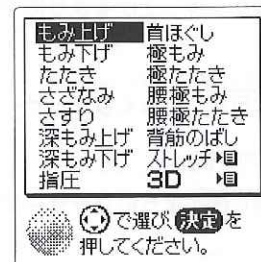 もみ上げ 首ほぐし
もみ下げ 極もみ
たたき 極たたき
さざなみ 腰極もみ
さすり 腰極たたき
深もみ上げ 背筋のばし
深もみ下げ ストレッチ
指圧 3D
で選び、決定を
押してください。